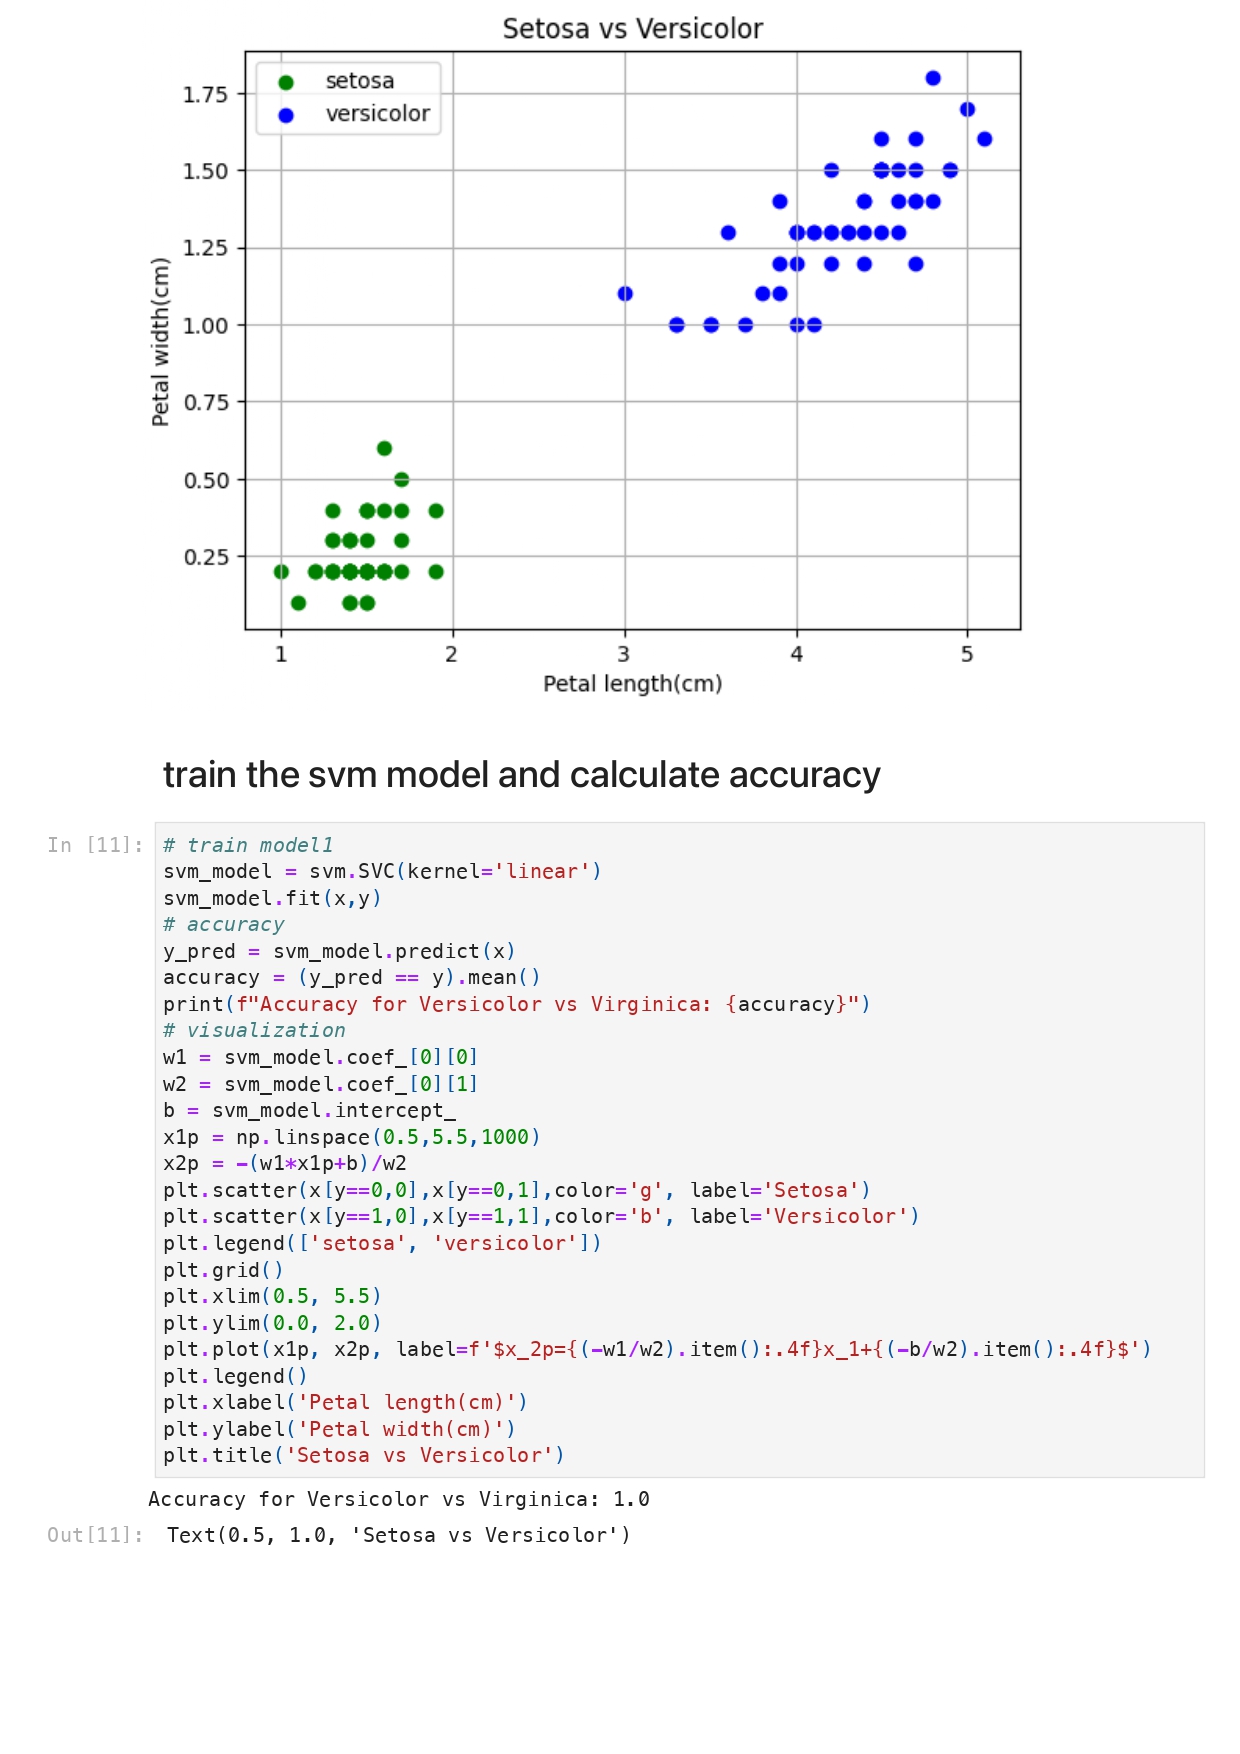 Setosa vs Versicolor
setosa
versicolor
1.75
1.50
1.25
1.00
0.75
0.50
0.25
Petal width(cm)
1 2 3 4 5
Petal length(cm)
train the svm model and calculate accuracy
In [11]:
# train model1
svm_model = svm.SVC(kernel='linear')
svm_model.fit(x,y)
# accuracy
y_pred = svm_model.predict(x)
accuracy = (y_pred == y).mean()
print(f"Accuracy for Versicolor vs Virginica: {accuracy}")
# visualization
w1 = svm_model.coef_[0][0]
w2 = svm_model.coef_[0][1]
b = svm_model.intercept_
x1p = np.linspace(0.5,5.5,1000)
x2p = -(w1*x1p+b)/w2
plt.scatter(x[y==0,0],x[y==0,1],color='g', label='Setosa')
plt.scatter(x[y==1,0],x[y==1,1],color='b', label='Versicolor')
plt.legend(['setosa', 'versicolor'])
plt.grid()
plt.xlim(0.5, 5.5)
plt.ylim(0.0, 2.0)
plt.plot(x1p, x2p, label=f'$x_2p={(-w1/w2).item():.4f}x_1+{(-b/w2).item():.4f}$')
plt.legend()
plt.xlabel('Petal length(cm)')
plt.ylabel('Petal width(cm)')
plt.title('Setosa vs Versicolor')
Accuracy for Versicolor vs Virginica: 1.0
Out[11]: Text(0.5, 1.0, 'Setosa vs Versicolor')